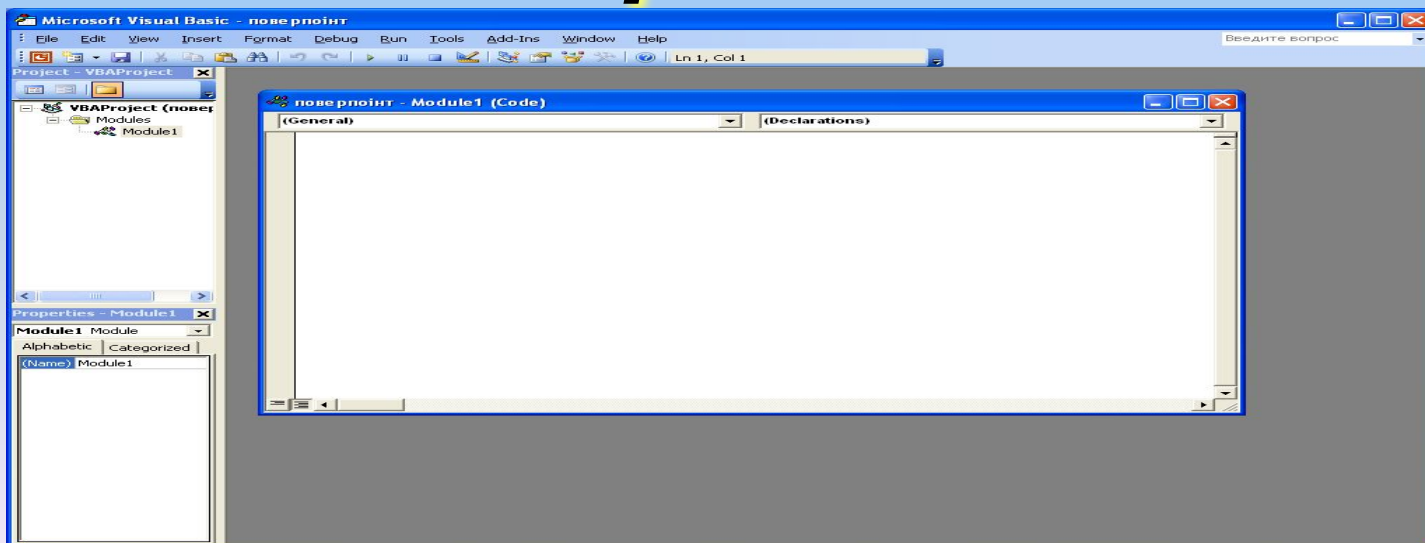 Microsoft Visual Basic - поверпоінт
File Edit View Insert Format Debug Run Tools Add-Ins Window Help
Введите вопрос
Ln 1, Col 1
Project - VBAProject
VBAProject (повер
Modules
Module1
поверпоінт - Module1 (Code)
(General) (Declarations)
Properties - Module1
Module1 Module
Alphabetic Categorized
(Name) Module1